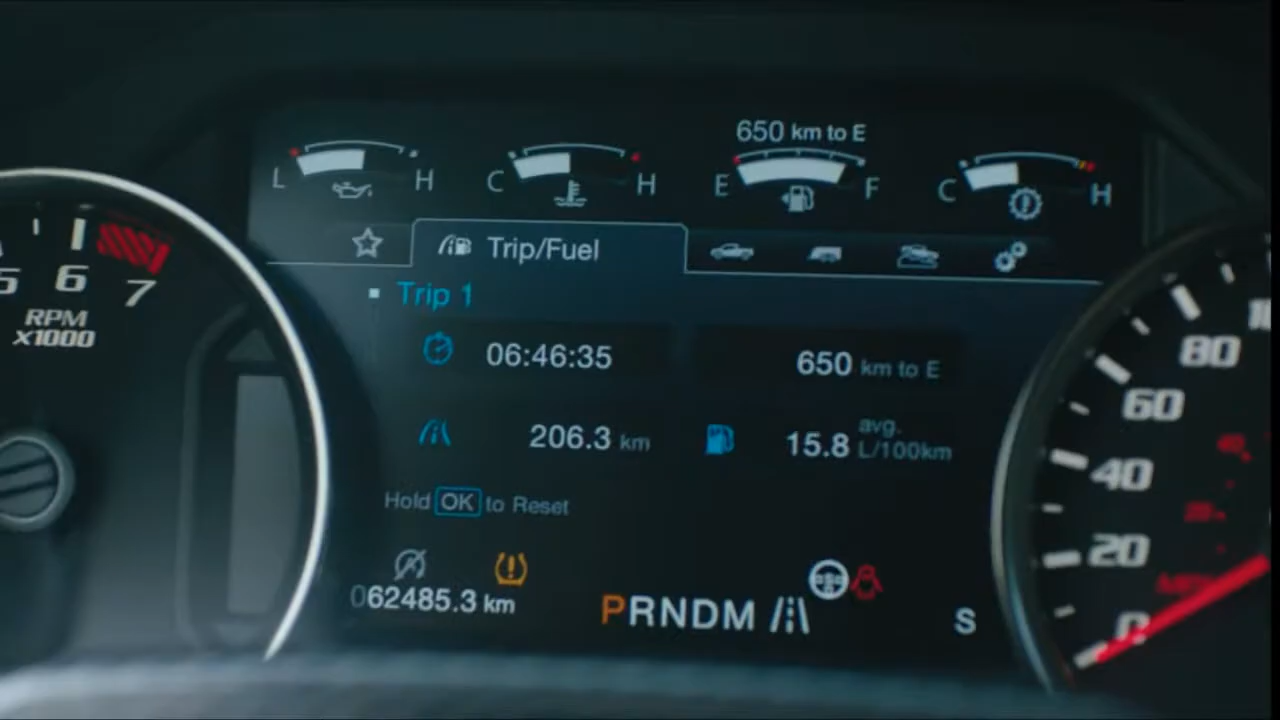 650 km to E
L H C H E F C H
Trip/Fuel
Trip 1
06:46:35 650 km to E
206.3 km 15.8 avg. L/100km
Hold OK to Reset
062485.3 km
PRNDM
S
5 6 7
RPM
x1000
80
60
40
20
0